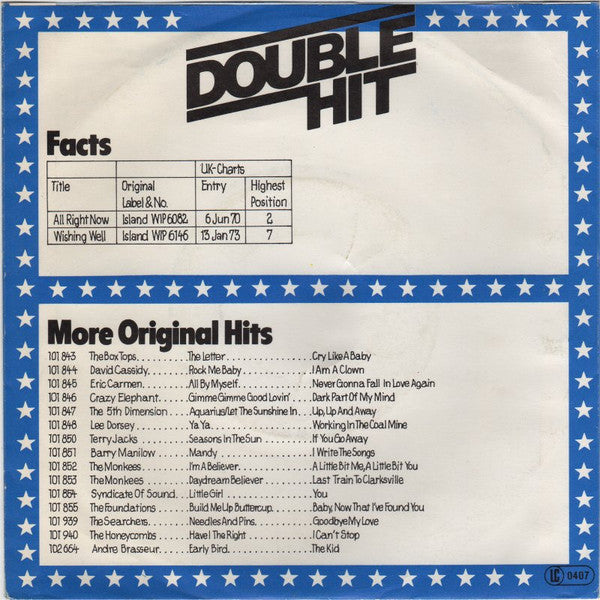 DOUBLE
HIT
Facts
UK-Charts
Title Original Entry Highest
Label & No. Position
All Right Now Island WIP 6082 6 Jun 70 2
Wishing Well Island WIP 6146 13 Jan 73 7
More Original Hits
101 843 The Box Tops..........The Letter..................Cry Like A Baby
101 844 David Cassidy.........Rock Me Baby...............I Am A Clown
101 845 Eric Carmen...........All By Myself...............Never Gonna Fall In Love Again
101 846 Crazy Elephant........Gimme Gimme Good Lovin'....Dark Part Of My Mind
101 847 The 5th Dimension.....Aquarius/Let The Sunshine In...Up, Up And Away
101 848 Lee Dorsey............Ya Ya......................Working In The Coal Mine
101 850 Terry Jacks...........Seasons In The Sun..........If You Go Away
101 851 Barry Manilow.........Mandy......................I Write The Songs
101 852 The Monkees..........I'm A Believer...............A Little Bit Me, A Little Bit You
101 853 The Monkees..........Daydream Believer..........Last Train To Clarksville
101 854 Syndicate Of Sound....Little Girl..................You
101 855 The Foundations.......Build Me Up Buttercup.......Baby, Now That I've Found You
101 939 The Searchers.........Needles And Pins............Goodbye My Love
101 940 The Honeycombs.......Have I The Right............I Can't Stop
102 664 Andre Brasseur........Early Bird..................The Kid
LC 0407